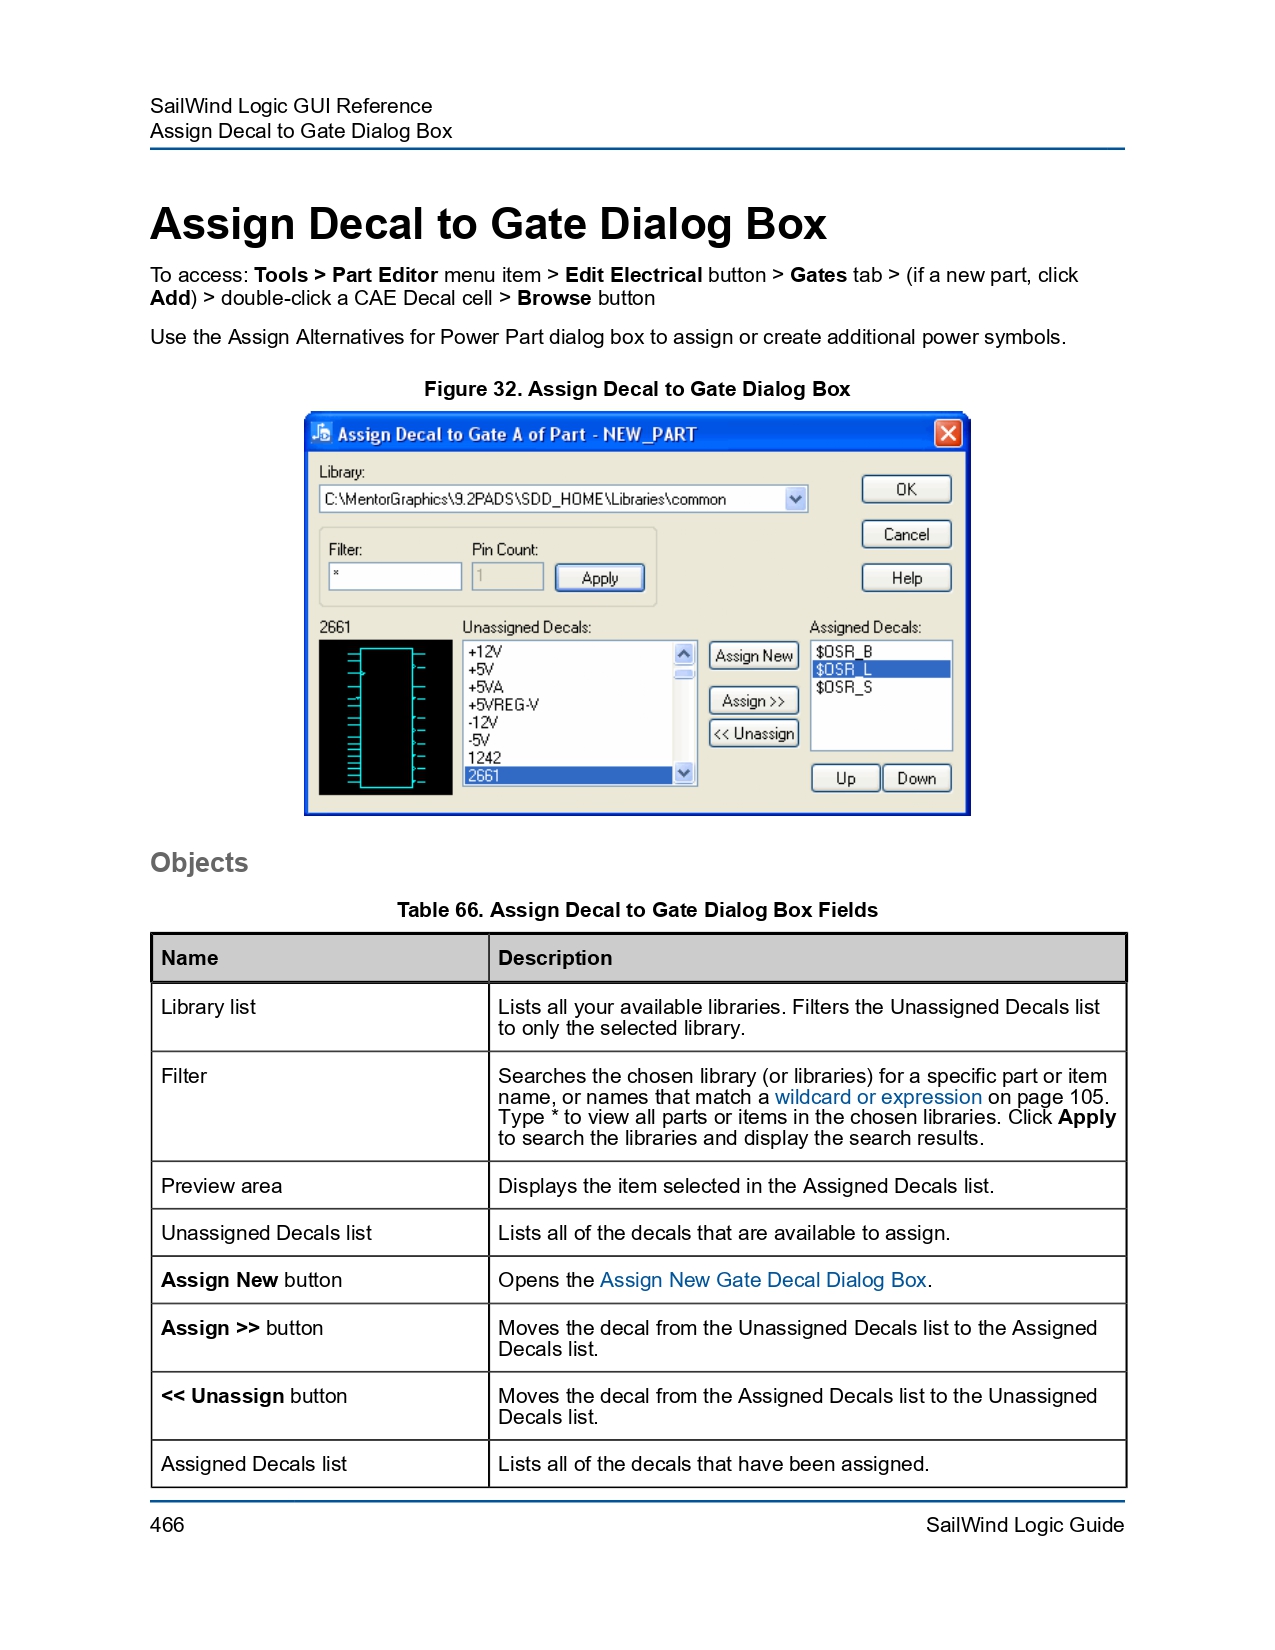 SailWind Logic GUI Reference
Assign Decal to Gate Dialog Box
Assign Decal to Gate Dialog Box
To access: Tools > Part Editor menu item > Edit Electrical button > Gates tab > (if a new part, click
Add) > double-click a CAE Decal cell > Browse button
Use the Assign Alternatives for Power Part dialog box to assign or create additional power symbols.
Figure 32. Assign Decal to Gate Dialog Box
Assign Decal to Gate A of Part - NEW_PART
Library:
C:\MentorGraphics\9.2PADS\SDD_HOME\Libraries\common
OK
Cancel
Filter:
Pin Count:
*
1
Apply
Help
2661
Unassigned Decals:
Assigned Decals:
+12V
+5V
+5VA
+5VREG-V
-12V
-5V
1242
2661
Assign New
Assign >>
<< Unassign
$OSR_B
$OSR_L
$OSR_S
Up
Down
Objects
Table 66. Assign Decal to Gate Dialog Box Fields
Name
Description
Library list
Lists all your available libraries. Filters the Unassigned Decals list
to only the selected library.
Filter
Searches the chosen library (or libraries) for a specific part or item
name, or names that match a wildcard or expression on page 105.
Type * to view all parts or items in the chosen libraries. Click Apply
to search the libraries and display the search results.
Preview area
Displays the item selected in the Assigned Decals list.
Unassigned Decals list
Lists all of the decals that are available to assign.
Assign New button
Opens the Assign New Gate Decal Dialog Box.
Assign >> button
Moves the decal from the Unassigned Decals list to the Assigned
Decals list.
<< Unassign button
Moves the decal from the Assigned Decals list to the Unassigned
Decals list.
Assigned Decals list
Lists all of the decals that have been assigned.
466
SailWind Logic Guide